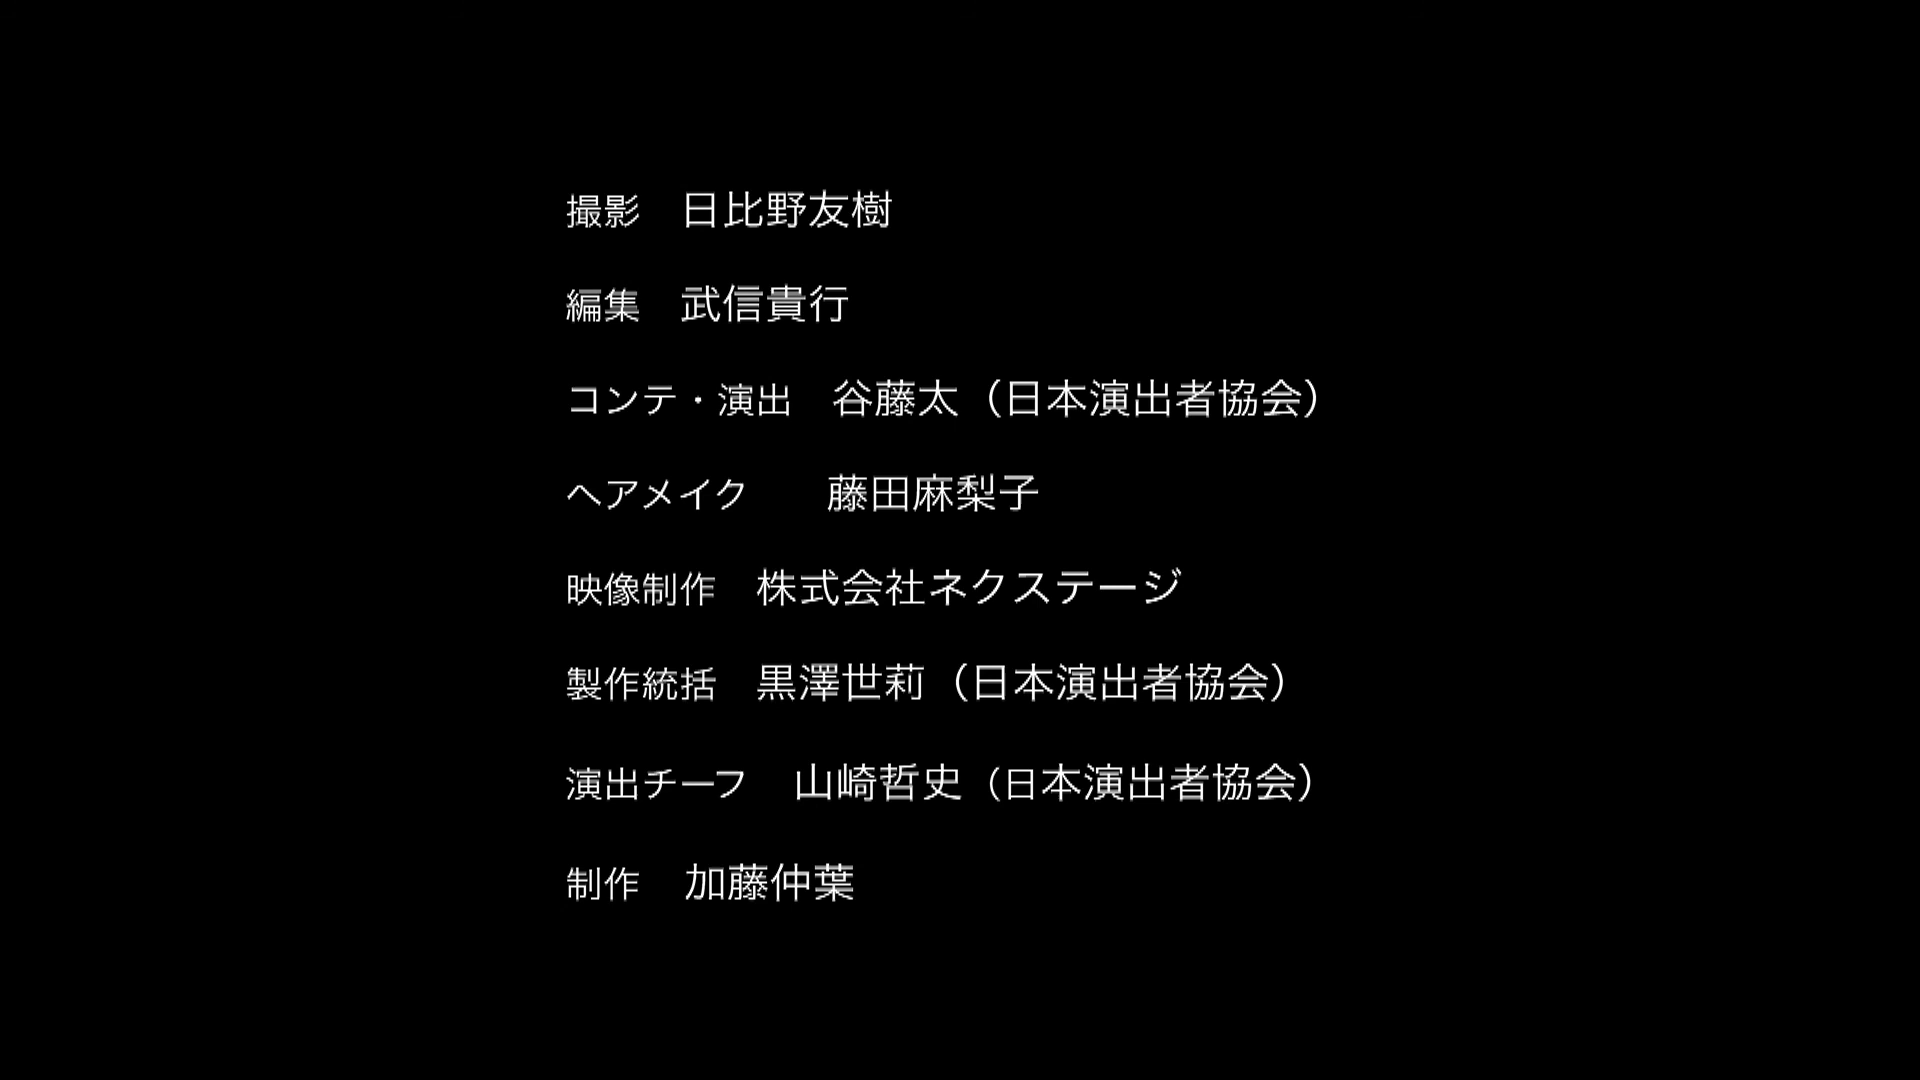 撮影　日比野友樹
編集　武信貴行
コンテ・演出　谷藤太（日本演出者協会）
ヘアメイク　　藤田麻梨子
映像制作　株式会社ネクステージ
製作統括　黒澤世莉（日本演出者協会）
演出チーフ　山崎哲史（日本演出者協会）
制作　加藤仲葉